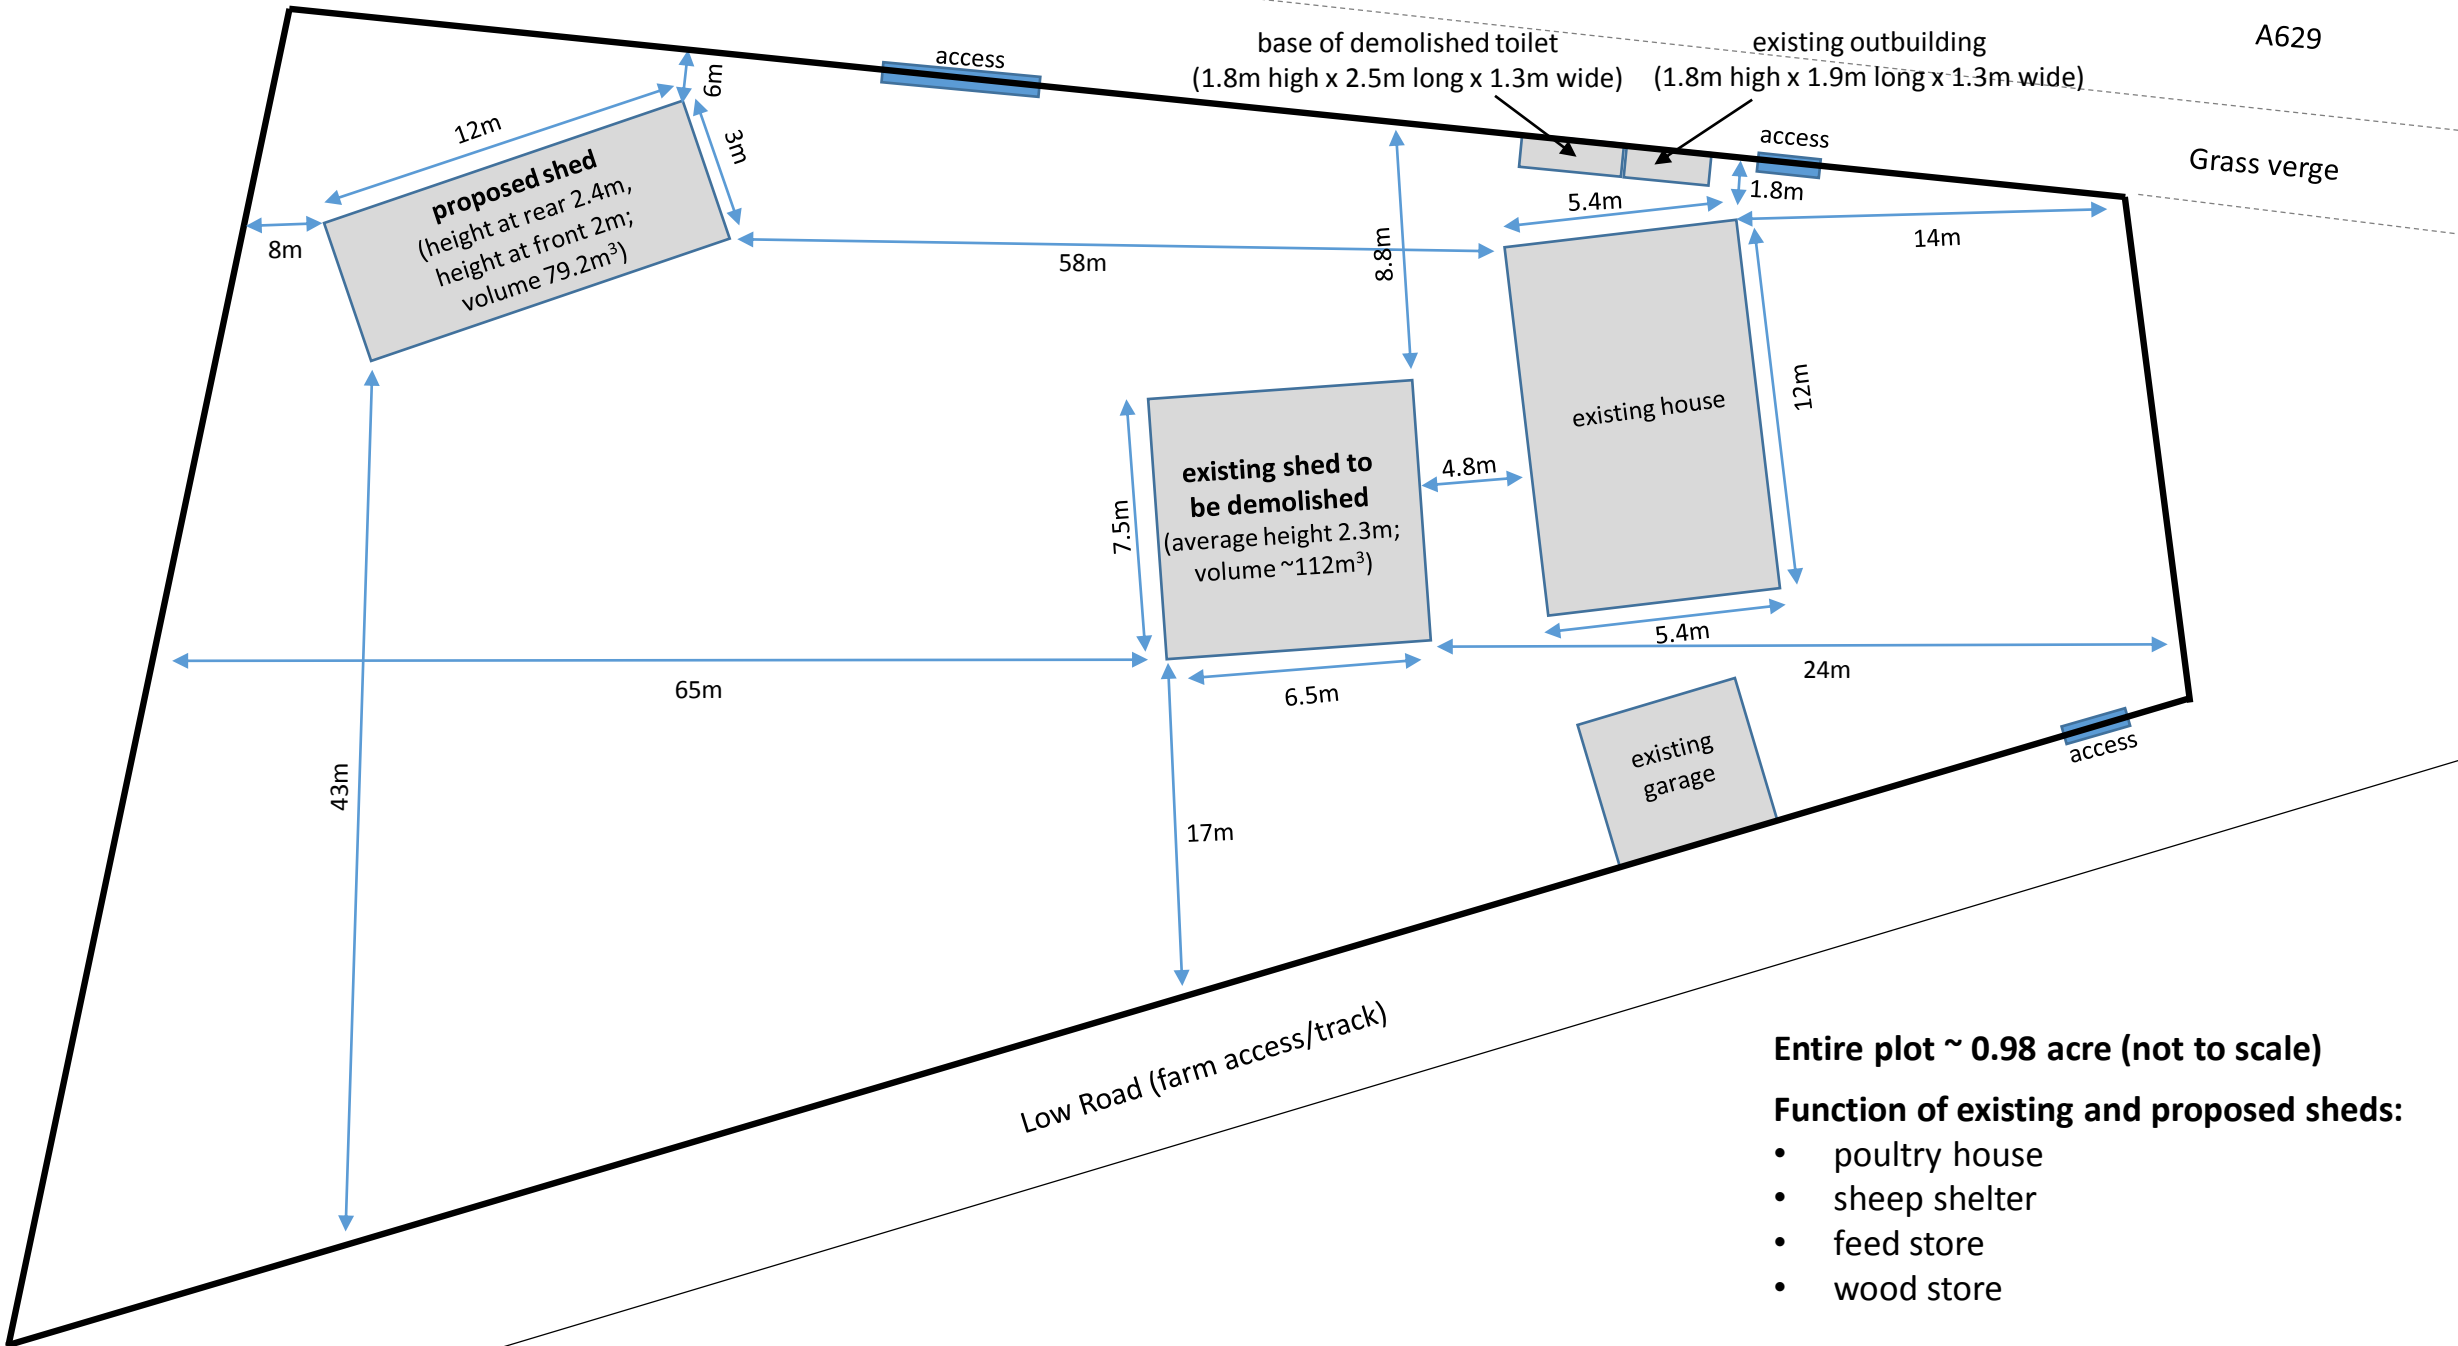 A629
base of demolished toilet
(1.8m high x 2.5m long x 1.3m wide)
existing outbuilding
(1.8m high x 1.9m long x 1.3m wide)
access
access
Grass verge
6m
12m
3m
proposed shed
(height at rear 2.4m,
height at front 2m;
volume 79.2m³)
8m
58m
8.8m
5.4m
1.8m
14m
existing house
12m
5.4m
existing shed to
be demolished
(average height 2.3m;
volume ~112m³)
7.5m
4.8m
6.5m
65m
24m
43m
17m
existing
garage
access
Low Road (farm access/track)
Entire plot ~ 0.98 acre (not to scale)
Function of existing and proposed sheds:
• poultry house
• sheep shelter
• feed store
• wood store